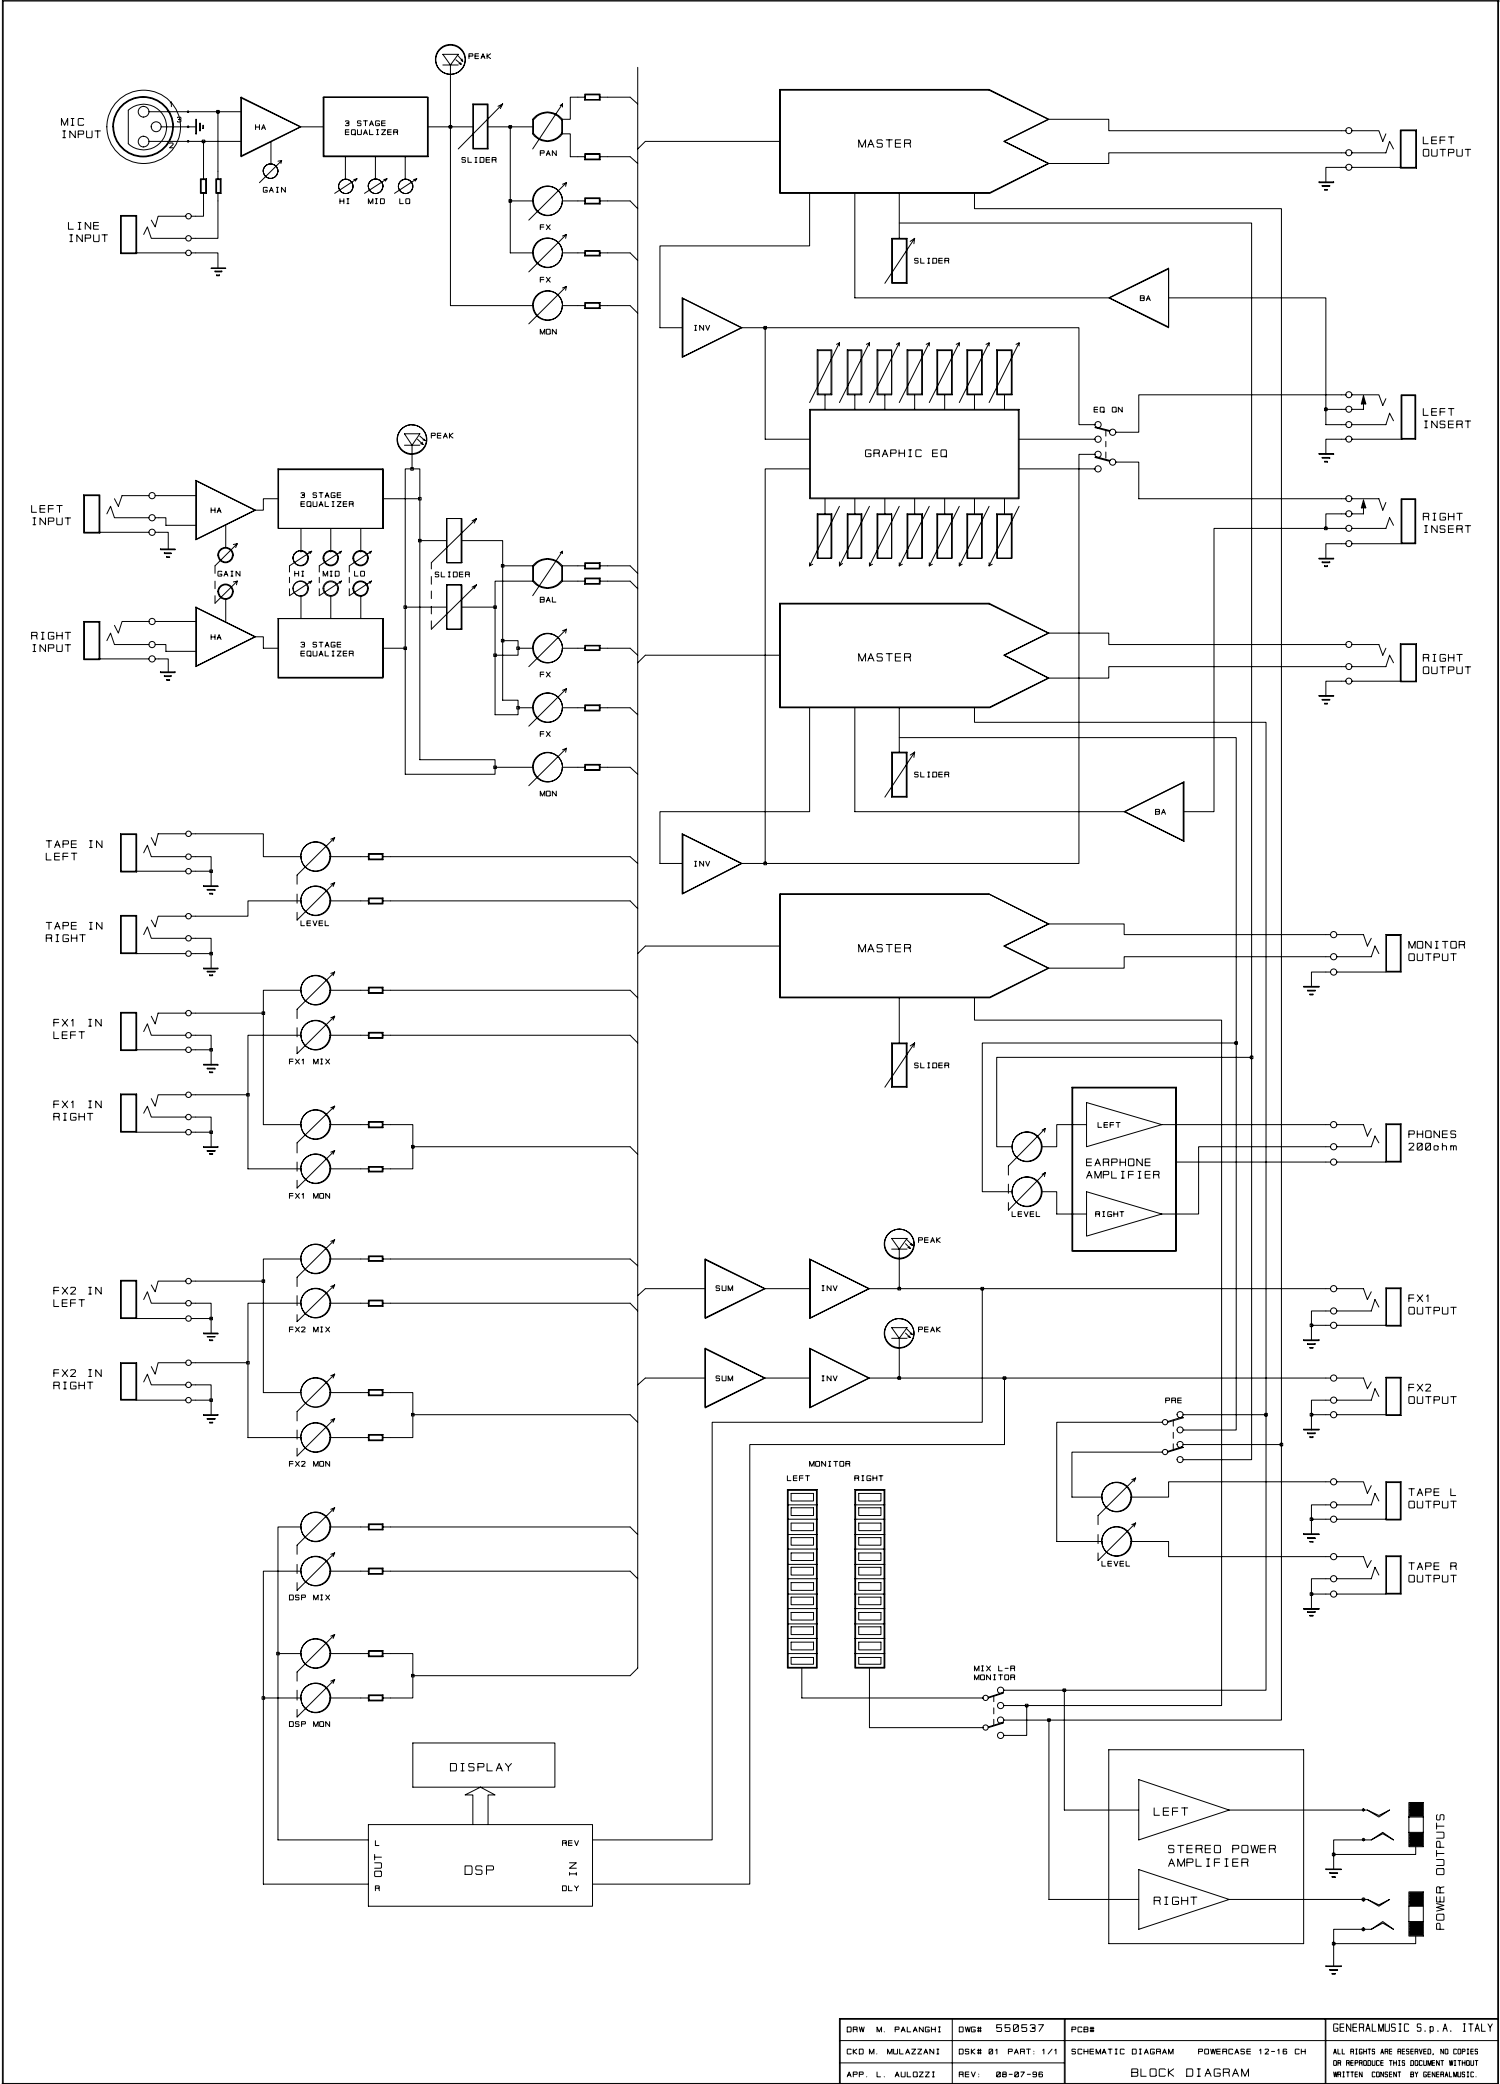 PEAK
MIC
INPUT
1
3
2
HA
GAIN
3 STAGE
EQUALIZER
HI
MID
LO
SLIDER
PAN
FX
FX
MON
LINE
INPUT
MASTER
LEFT
OUTPUT
SLIDER
BA
INV
GRAPHIC EQ
EQ ON
LEFT
INSERT
RIGHT
INSERT
PEAK
LEFT
INPUT
HA
GAIN
3 STAGE
EQUALIZER
HI
MID
LO
SLIDER
BAL
RIGHT
INPUT
HA
3 STAGE
EQUALIZER
FX
FX
MON
MASTER
RIGHT
OUTPUT
SLIDER
BA
INV
TAPE IN
LEFT
TAPE IN
RIGHT
LEVEL
MASTER
MONITOR
OUTPUT
SLIDER
FX1 IN
LEFT
FX1 MIX
FX1 IN
RIGHT
FX1 MON
LEFT
EARPHONE
AMPLIFIER
RIGHT
LEVEL
PHONES
200ohm
FX2 IN
LEFT
FX2 MIX
FX2 IN
RIGHT
FX2 MON
SUM
INV
PEAK
FX1
OUTPUT
SUM
INV
PEAK
FX2
OUTPUT
PRE
MONITOR
LEFT
RIGHT
LEVEL
TAPE L
OUTPUT
TAPE R
OUTPUT
DSP MIX
DSP MON
MIX L-R
MONITOR
DISPLAY
L
OUT
R
DSP
REV
IN
DLY
LEFT
STEREO POWER
AMPLIFIER
RIGHT
POWER OUTPUTS
DRW M. PALANGHI
DWG# 550537
PCB#
GENERALMUSIC S.p.A. ITALY
CKD M. MULAZZANI
DSK# 01 PART: 1/1
SCHEMATIC DIAGRAM POWERCASE 12-16 CH
ALL RIGHTS ARE RESERVED, NO COPIES
OR REPRODUCE THIS DOCUMENT WITHOUT
WRITTEN CONSENT BY GENERALMUSIC.
APP. L. AULOZZI
REV: 08-07-96
BLOCK DIAGRAM